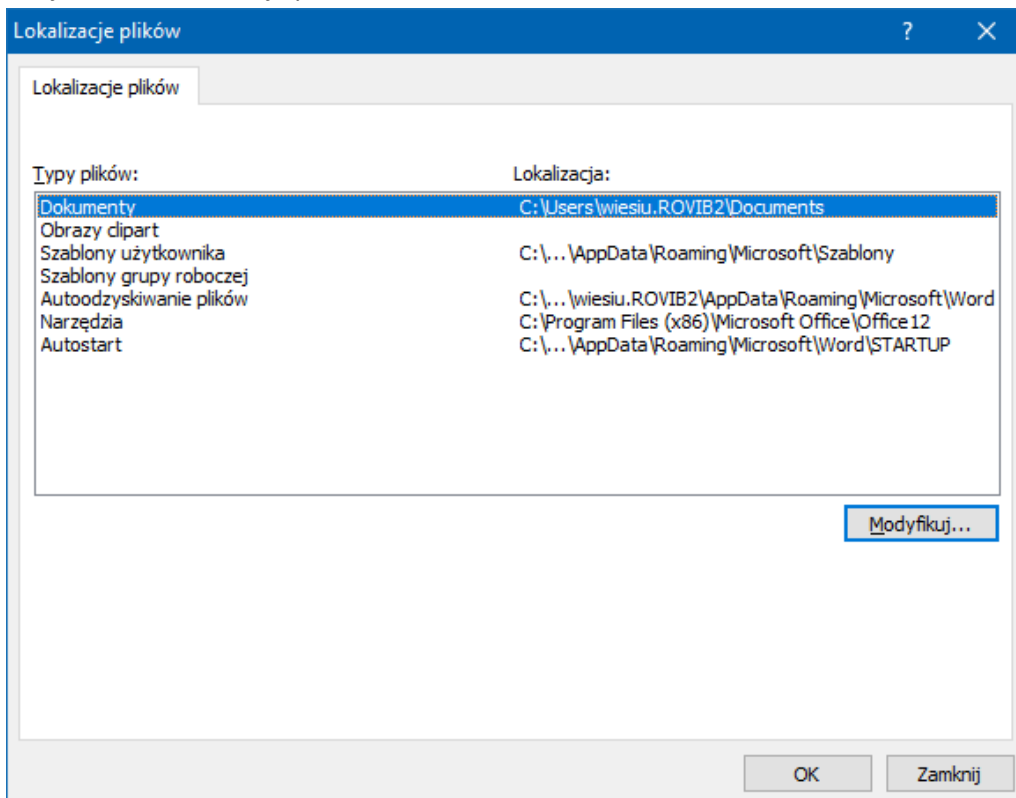 Lokalizacje plików
Lokalizacje plików
Typy plików: Lokalizacja:
Dokumenty C:\Users\wiesiu.ROVIB2\Documents
Obrazy clipart
Szablony użytkownika C:\...\AppData\Roaming\Microsoft\Szablony
Szablony grupy roboczej
Autoodzyskiwanie plików C:\...\wiesiu.ROVIB2\AppData\Roaming\Microsoft\Word
Narzędzia C:\Program Files (x86)\Microsoft Office\Office12
Autostart C:\...\AppData\Roaming\Microsoft\Word\STARTUP
Modyfikuj...
OK Zamknij